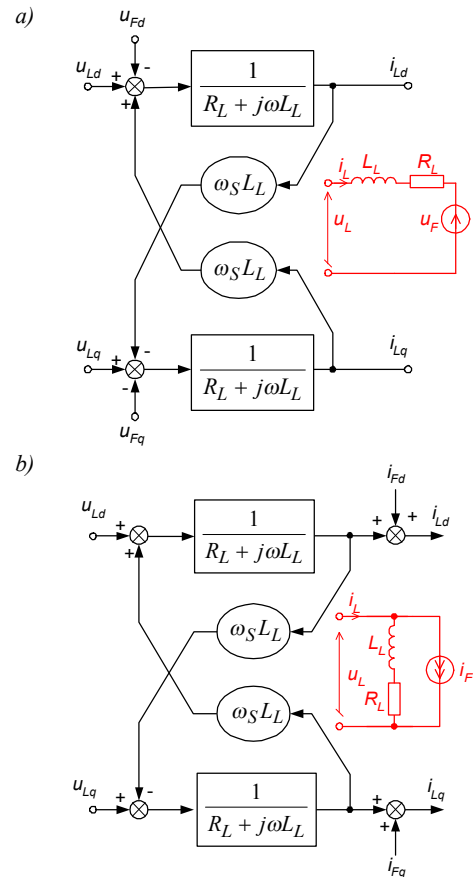 a)
u_Fd
-
u_Ld + +
1 / (R_L + jωL_L)
i_Ld
ω_S L_L
i_L L_L R_L
u_L u_F
ω_S L_L
u_Lq + - -
1 / (R_L + jωL_L)
i_Lq
u_Fq
b)
i_Fd
u_Ld + +
1 / (R_L + jωL_L)
+ + i_Ld
ω_S L_L
i_L
L_L
u_L i_F
R_L
ω_S L_L
u_Lq + -
1 / (R_L + jωL_L)
+ + i_Lq
i_Fq